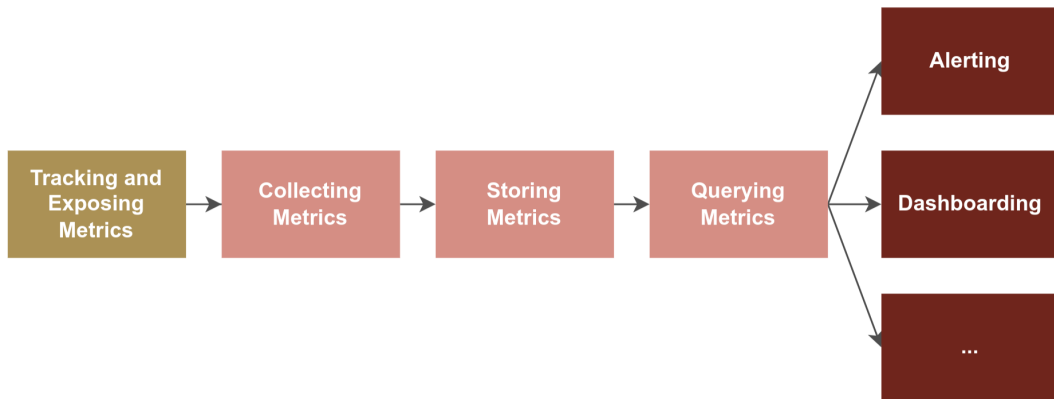 Tracking and
Exposing
Metrics
Collecting
Metrics
Storing
Metrics
Querying
Metrics
Alerting
Dashboarding
...